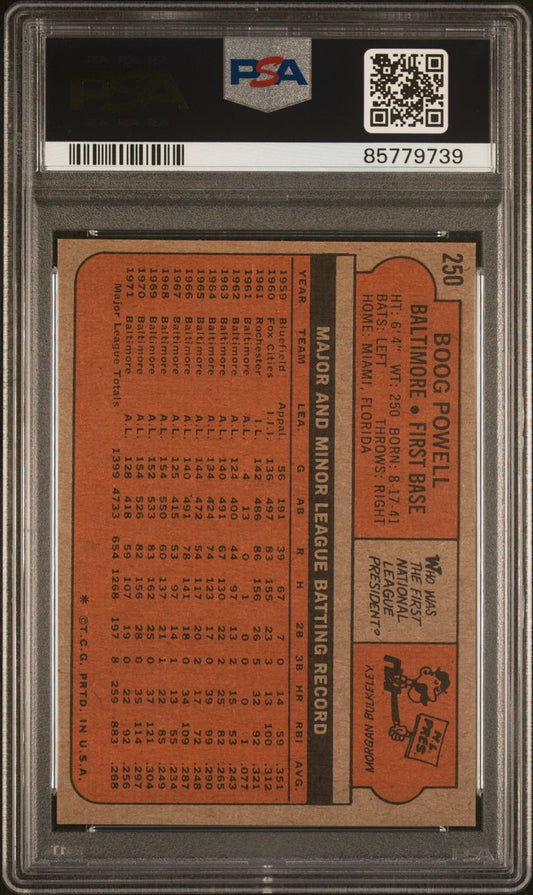 PSA
85779739
250
BOOG POWELL
BALTIMORE • FIRST BASE
HT: 6'4" WT: 250 BORN: 8-17-41
BATS: LEFT THROWS: RIGHT
HOME: MIAMI, FLORIDA
WHO WAS
THE FIRST
NATIONAL
LEAGUE
PRESIDENT?
N.L.
PRES.
MORGAN BULKELEY
MAJOR AND MINOR LEAGUE BATTING RECORD
YEAR TEAM LEA. G AB R H 2B 3B HR RBI AVG.
1959 Bluefield Appal. 56 191 39 67 7 0 14 59 .351
1960 Fox Cities I.I.I. 136 497 83 155 23 3 13 100 .312
1961 Rochester I.L. 142 486 86 156 26 5 32 92 .321
1961 Baltimore A.L. 4 13 0 1 0 0 0 1 .077
1962 Baltimore A.L. 124 400 44 97 13 2 15 53 .243
1963 Baltimore A.L. 140 491 67 130 22 2 25 82 .265
1964 Baltimore A.L. 134 424 74 123 17 0 39 99 .290
1965 Baltimore A.L. 144 472 54 117 20 2 17 72 .248
1966 Baltimore A.L. 140 491 78 141 18 0 34 109 .287
1967 Baltimore A.L. 125 415 53 97 14 1 13 55 .234
1968 Baltimore A.L. 154 550 60 137 21 1 22 85 .249
1969 Baltimore A.L. 152 533 83 162 25 0 37 121 .304
1970 Baltimore A.L. 154 526 82 156 28 0 35 114 .297
1971 Baltimore A.L. 128 418 59 107 19 0 22 92 .256
Major League Totals 1399 4733 654 1268 197 8 259 883 .268
* ©T.C.G. PRTD. IN U.S.A.
PSA